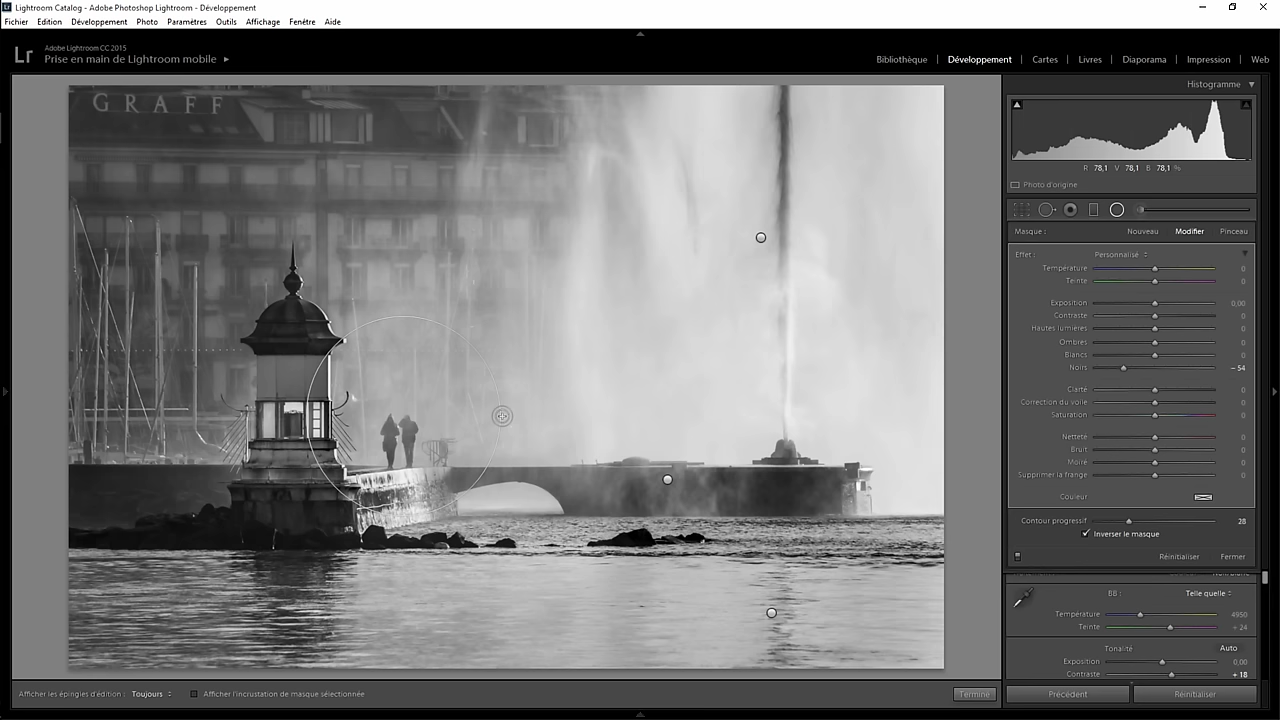 Lr
Lightroom Catalog - Adobe Photoshop Lightroom - Développement
Fichier Edition Développement Photo Paramètres Outils Affichage Fenêtre Aide
Lr
Adobe Lightroom CC 2015
Prise en main de Lightroom mobile
Bibliothèque | Développement | Cartes | Livres | Diaporama | Impression | Web
GRAFF
Histogramme
R 78,1 V 78,1 B 78,1 %
Photo d'origine
Masque : Nouveau Modifier Pinceau
Effet : Personnalisé
Température 0
Teinte 0
Exposition 0,00
Contraste 0
Hautes lumières 0
Ombres 0
Blancs 0
Noirs – 54
Clarté 0
Correction du voile 0
Saturation 0
Netteté 0
Bruit 0
Moiré 0
Supprimer la frange 0
Couleur
Contour progressif 28
Inverser le masque
Réinitialiser Fermer
BB : Telle quelle
Température 4950
Teinte + 24
Tonalité Auto
Exposition 0,00
Contraste + 18
Afficher les épingles d'édition : Toujours Afficher l'incrustation de masque sélectionnée Terminé
Précédent Réinitialiser